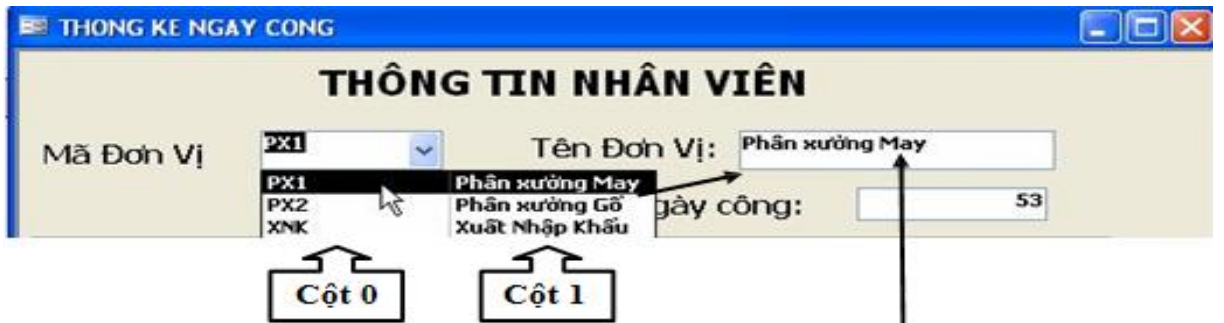 THONG KE NGAY CONG
THÔNG TIN NHÂN VIÊN
Mã Đơn Vị PX1 Tên Đơn Vị: Phân xưởng May
PX1 Phân xưởng May
PX2 Phân xưởng Gỗ gày công: 53
XNK Xuất Nhập Khẩu
Cột 0 Cột 1